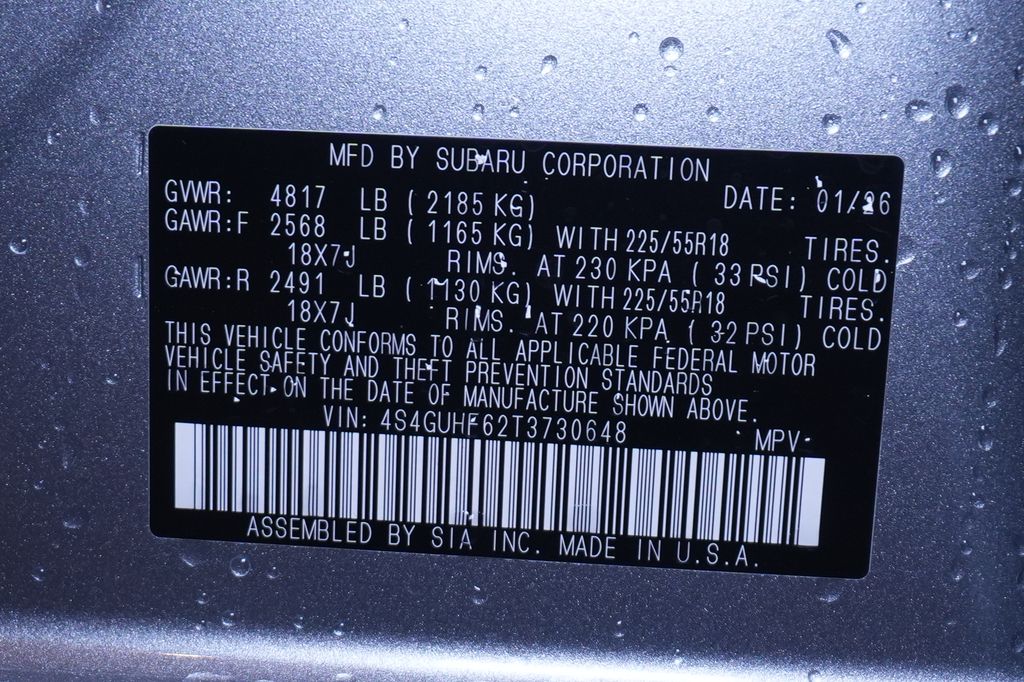 MFD BY SUBARU CORPORATION
GVWR: 4817 LB (2185 KG) DATE: 01/26
GAWR:F 2568 LB (1165 KG) WITH 225/55R18 TIRES.
18X7J RIMS. AT 230 KPA (33 PSI) COLD
GAWR:R 2491 LB (1130 KG) WITH 225/55R18 TIRES.
18X7J RIMS. AT 220 KPA (32 PSI) COLD
THIS VEHICLE CONFORMS TO ALL APPLICABLE FEDERAL MOTOR
VEHICLE SAFETY AND THEFT PREVENTION STANDARDS
IN EFFECT ON THE DATE OF MANUFACTURE SHOWN ABOVE.
VIN: 4S4GUHF62T3730648 MPV
ASSEMBLED BY SIA INC. MADE IN U.S.A.